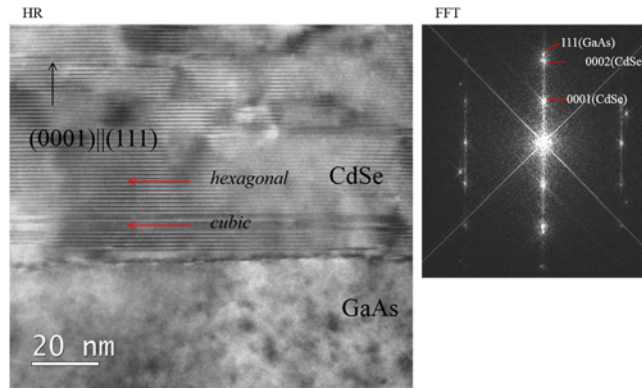 HR
FFT
111(GaAs)
0002(CdSe)
0001(CdSe)
(0001)||(111)
hexagonal
CdSe
cubic
GaAs
20 nm